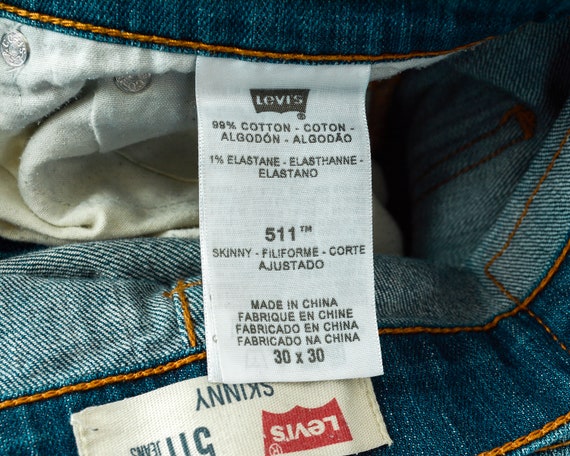 LEVI'S
®
99% COTTON - COTON -
ALGODÓN - ALGODÃO
1% ELASTANE - ELASTHANNE -
ELASTANO
511™
SKINNY - FILIFORME - CORTE
AJUSTADO
MADE IN CHINA
FABRIQUE EN CHINE
FABRICADO EN CHINA
FABRICADO NA CHINA
30 x 30
LEVI'S
®
511 JEANS
SKINNY